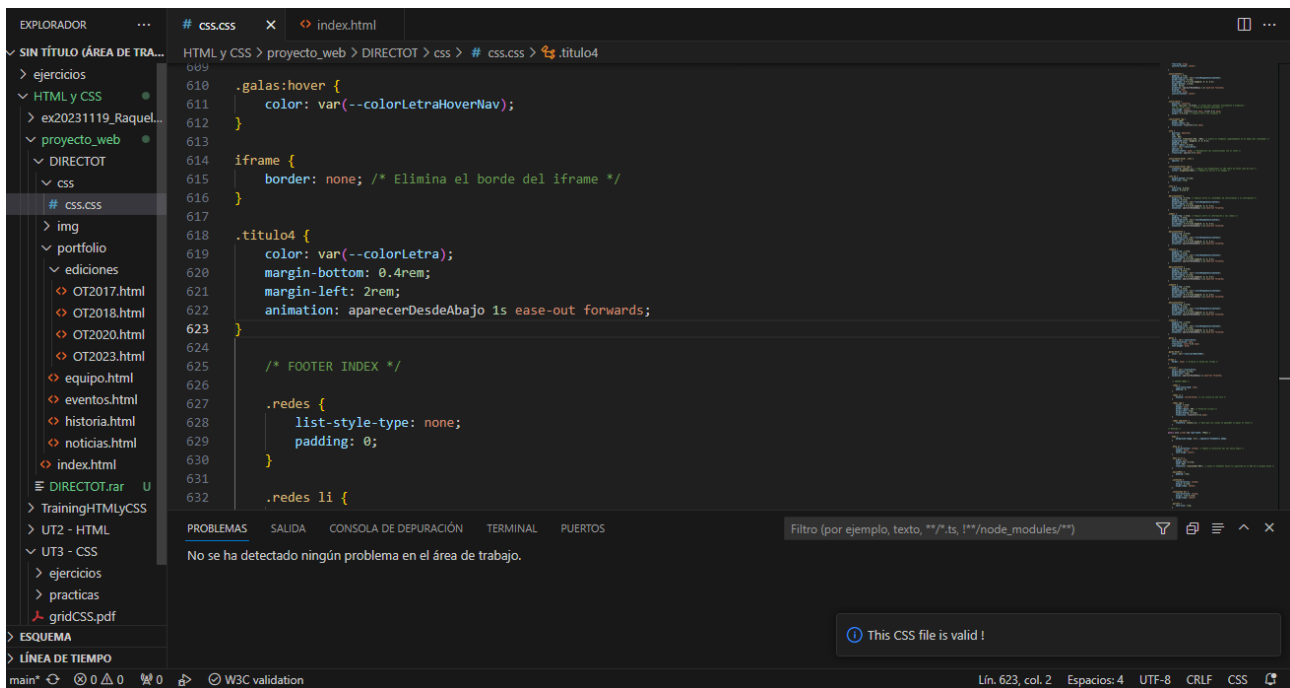 EXPLORADOR ···
SIN TÍTULO (ÁREA DE TRA...
> ejercicios
HTML y CSS
> ex20231119_Raquel...
proyecto_web
DIRECTOT
css
# css.css
> img
portfolio
ediciones
<> OT2017.html
<> OT2018.html
<> OT2020.html
<> OT2023.html
<> equipo.html
<> eventos.html
<> historia.html
<> noticias.html
<> index.html
DIRECTOT.rar U
> TrainingHTMLyCSS
> UT2 - HTML
UT3 - CSS
> ejercicios
> practicas
gridCSS.pdf
> ESQUEMA
> LÍNEA DE TIEMPO
# css.css × <> index.html
HTML y CSS > proyecto_web > DIRECTOT > css > # css.css > .titulo4
609
610 .galas:hover {
611 color: var(--colorLetraHoverNav);
612 }
613
614 iframe {
615 border: none; /* Elimina el borde del iframe */
616 }
617
618 .titulo4 {
619 color: var(--colorLetra);
620 margin-bottom: 0.4rem;
621 margin-left: 2rem;
622 animation: aparecerDesdeAbajo 1s ease-out forwards;
623 }
624
625 /* FOOTER INDEX */
626
627 .redes {
628 list-style-type: none;
629 padding: 0;
630 }
631
632 .redes li {
PROBLEMAS SALIDA CONSOLA DE DEPURACIÓN TERMINAL PUERTOS Filtro (por ejemplo, texto, **/*.ts, !**/node_modules/**)
No se ha detectado ningún problema en el área de trabajo.
This CSS file is valid !
main* 0 0 0 W3C validation Lín. 623, col. 2 Espacios: 4 UTF-8 CRLF CSS